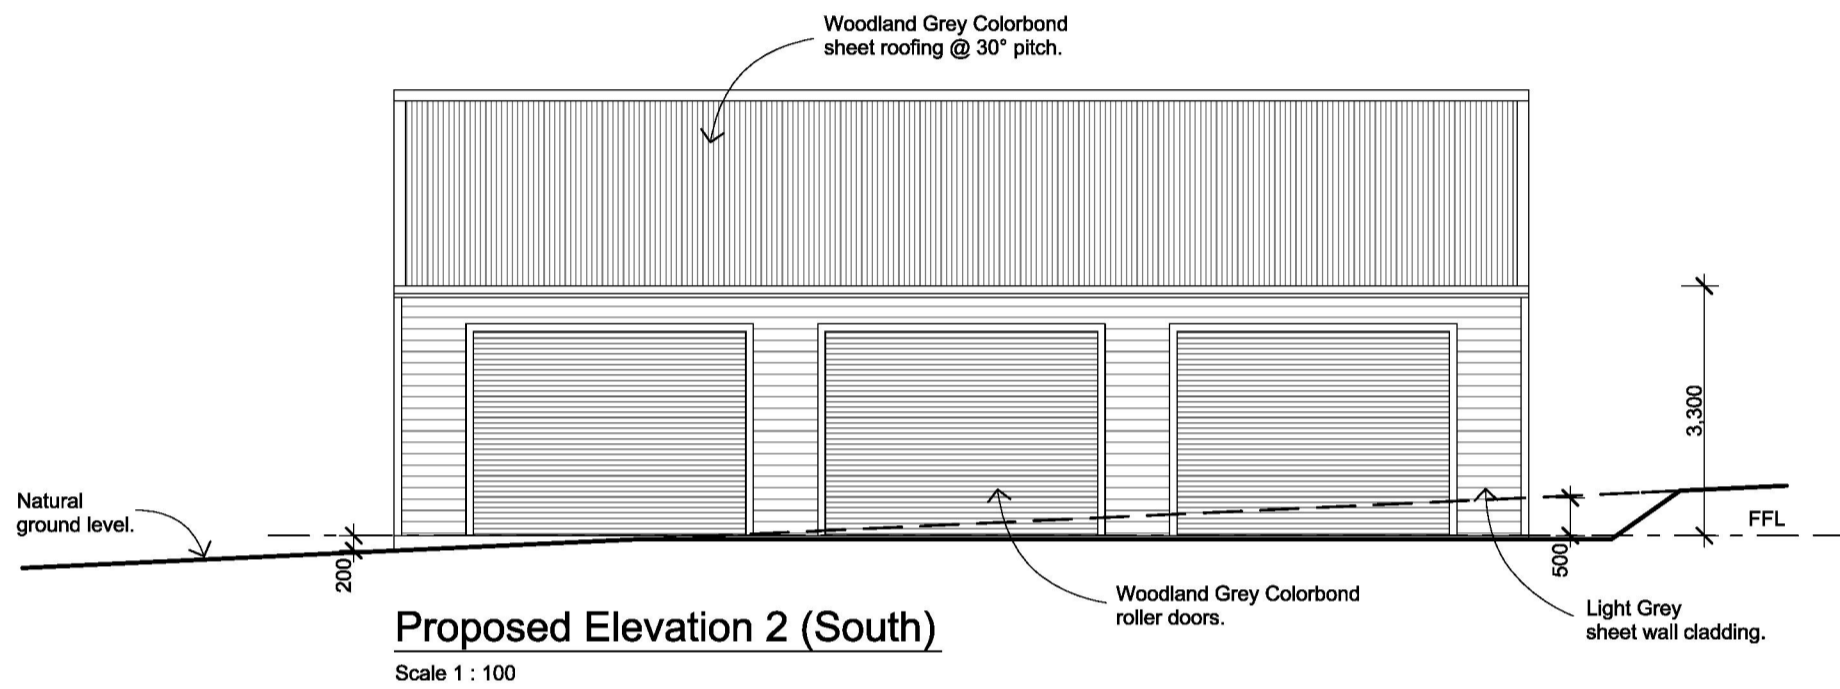 Woodland Grey Colorbond
sheet roofing @ 30° pitch.
3,300
Natural
ground level.
FFL
200
500
Woodland Grey Colorbond
roller doors.
Light Grey
sheet wall cladding.
Proposed Elevation 2 (South)
Scale 1 : 100